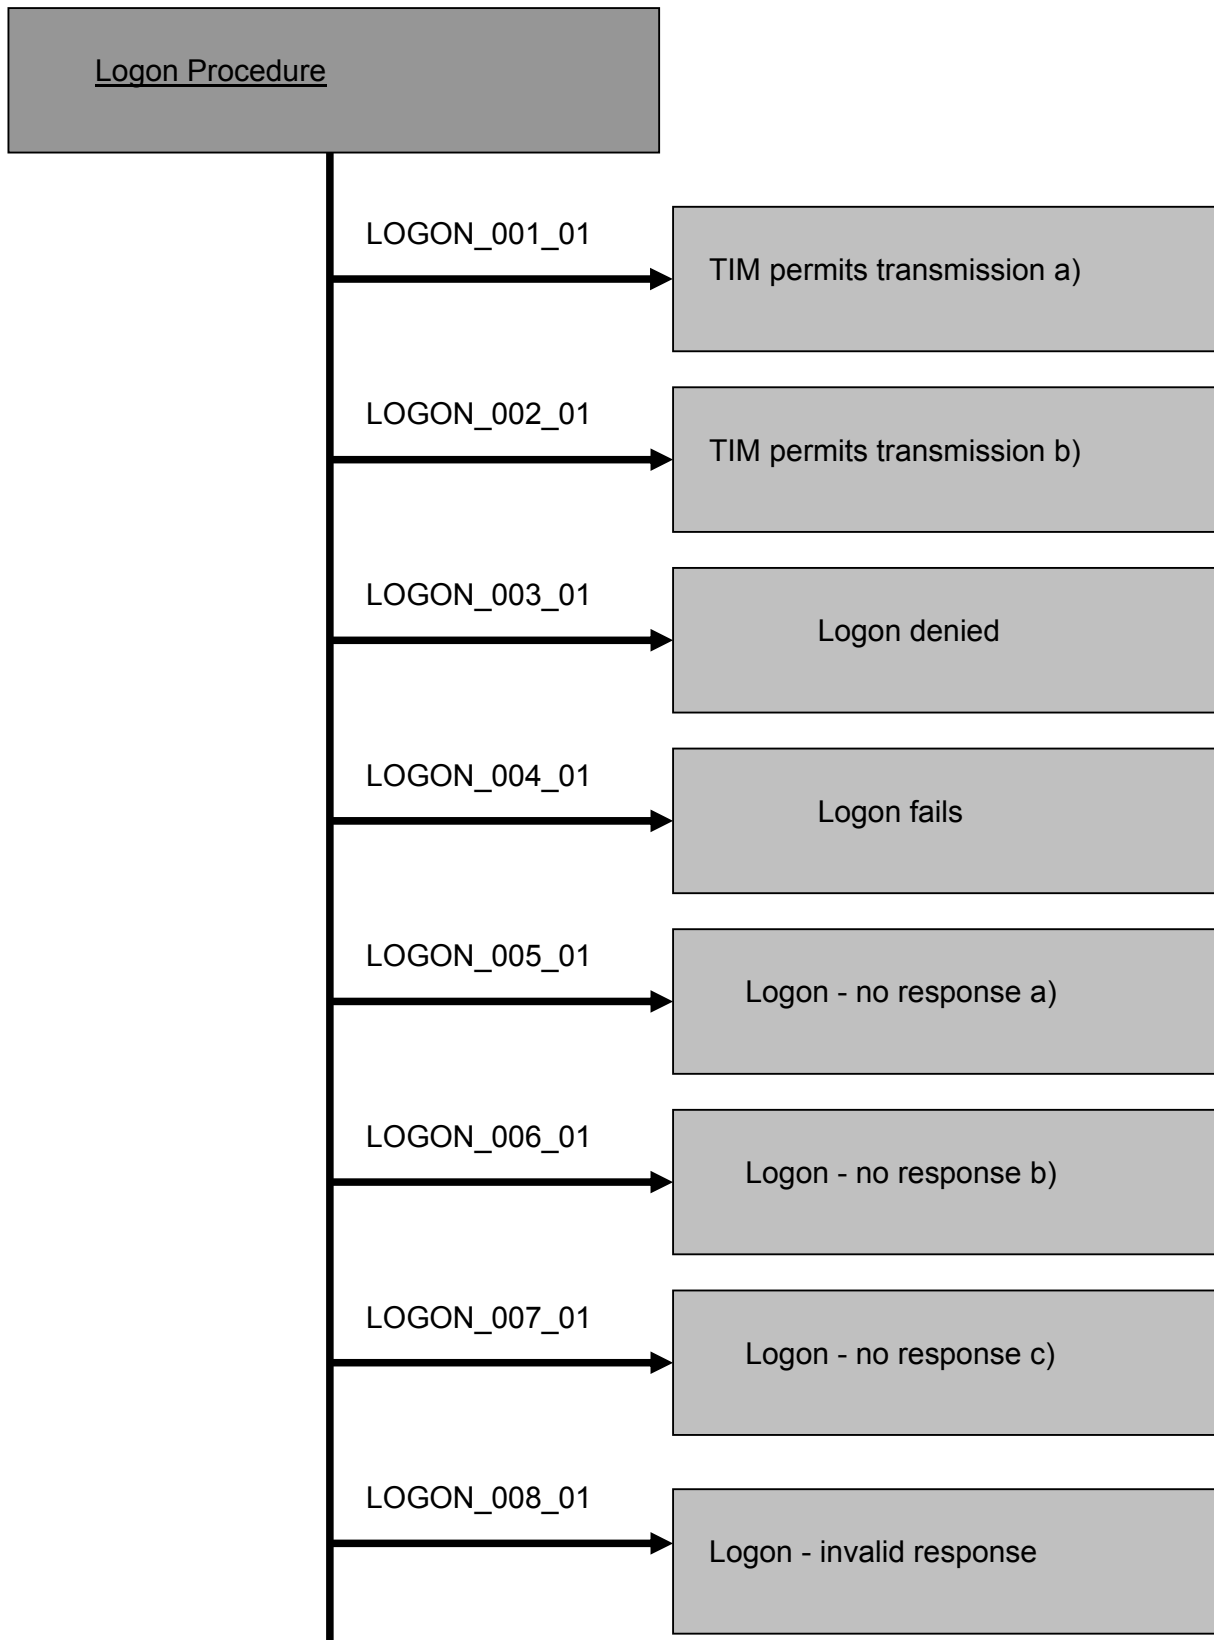 Logon Procedure
LOGON_001_01
TIM permits transmission a)
LOGON_002_01
TIM permits transmission b)
LOGON_003_01
Logon denied
LOGON_004_01
Logon fails
LOGON_005_01
Logon - no response a)
LOGON_006_01
Logon - no response b)
LOGON_007_01
Logon - no response c)
LOGON_008_01
Logon - invalid response